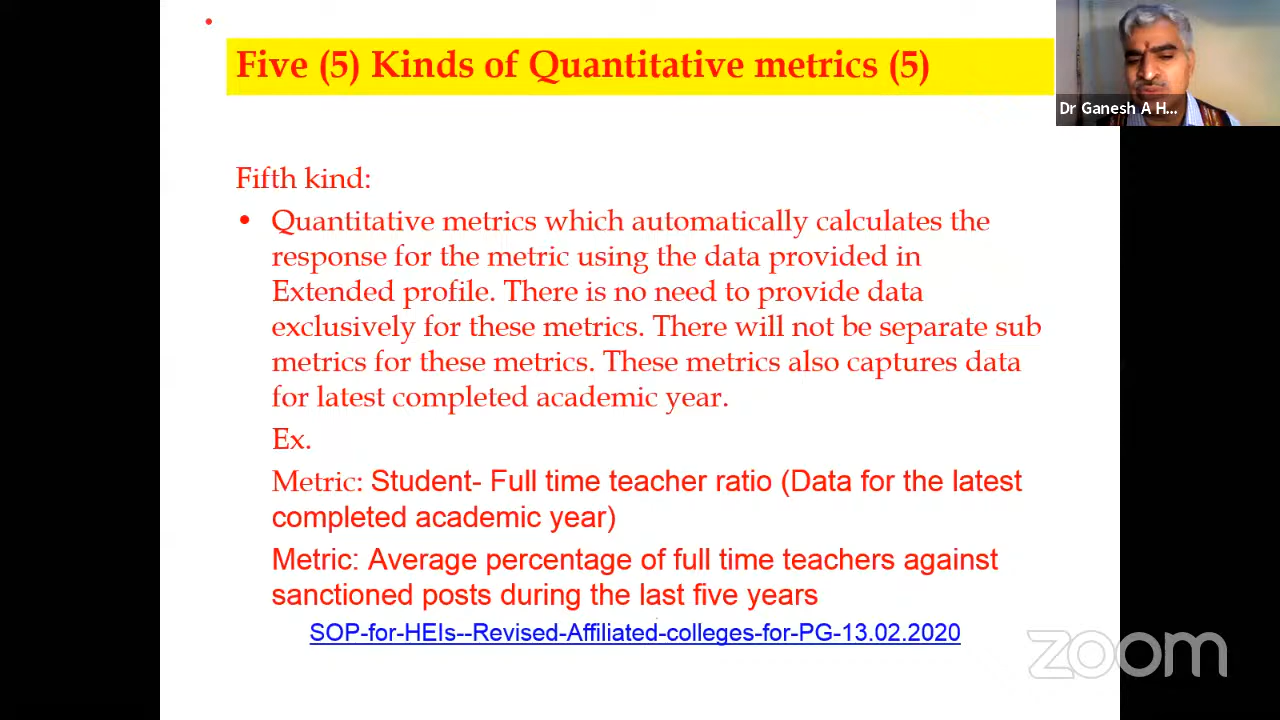 Five (5) Kinds of Quantitative metrics (5)
Dr Ganesh A H...
Fifth kind:
• Quantitative metrics which automatically calculates the
response for the metric using the data provided in
Extended profile. There is no need to provide data
exclusively for these metrics. There will not be separate sub
metrics for these metrics. These metrics also captures data
for latest completed academic year.
Ex.
Metric: Student- Full time teacher ratio (Data for the latest
completed academic year)
Metric: Average percentage of full time teachers against
sanctioned posts during the last five years
SOP-for-HEIs--Revised-Affiliated-colleges-for-PG-13.02.2020
zoom